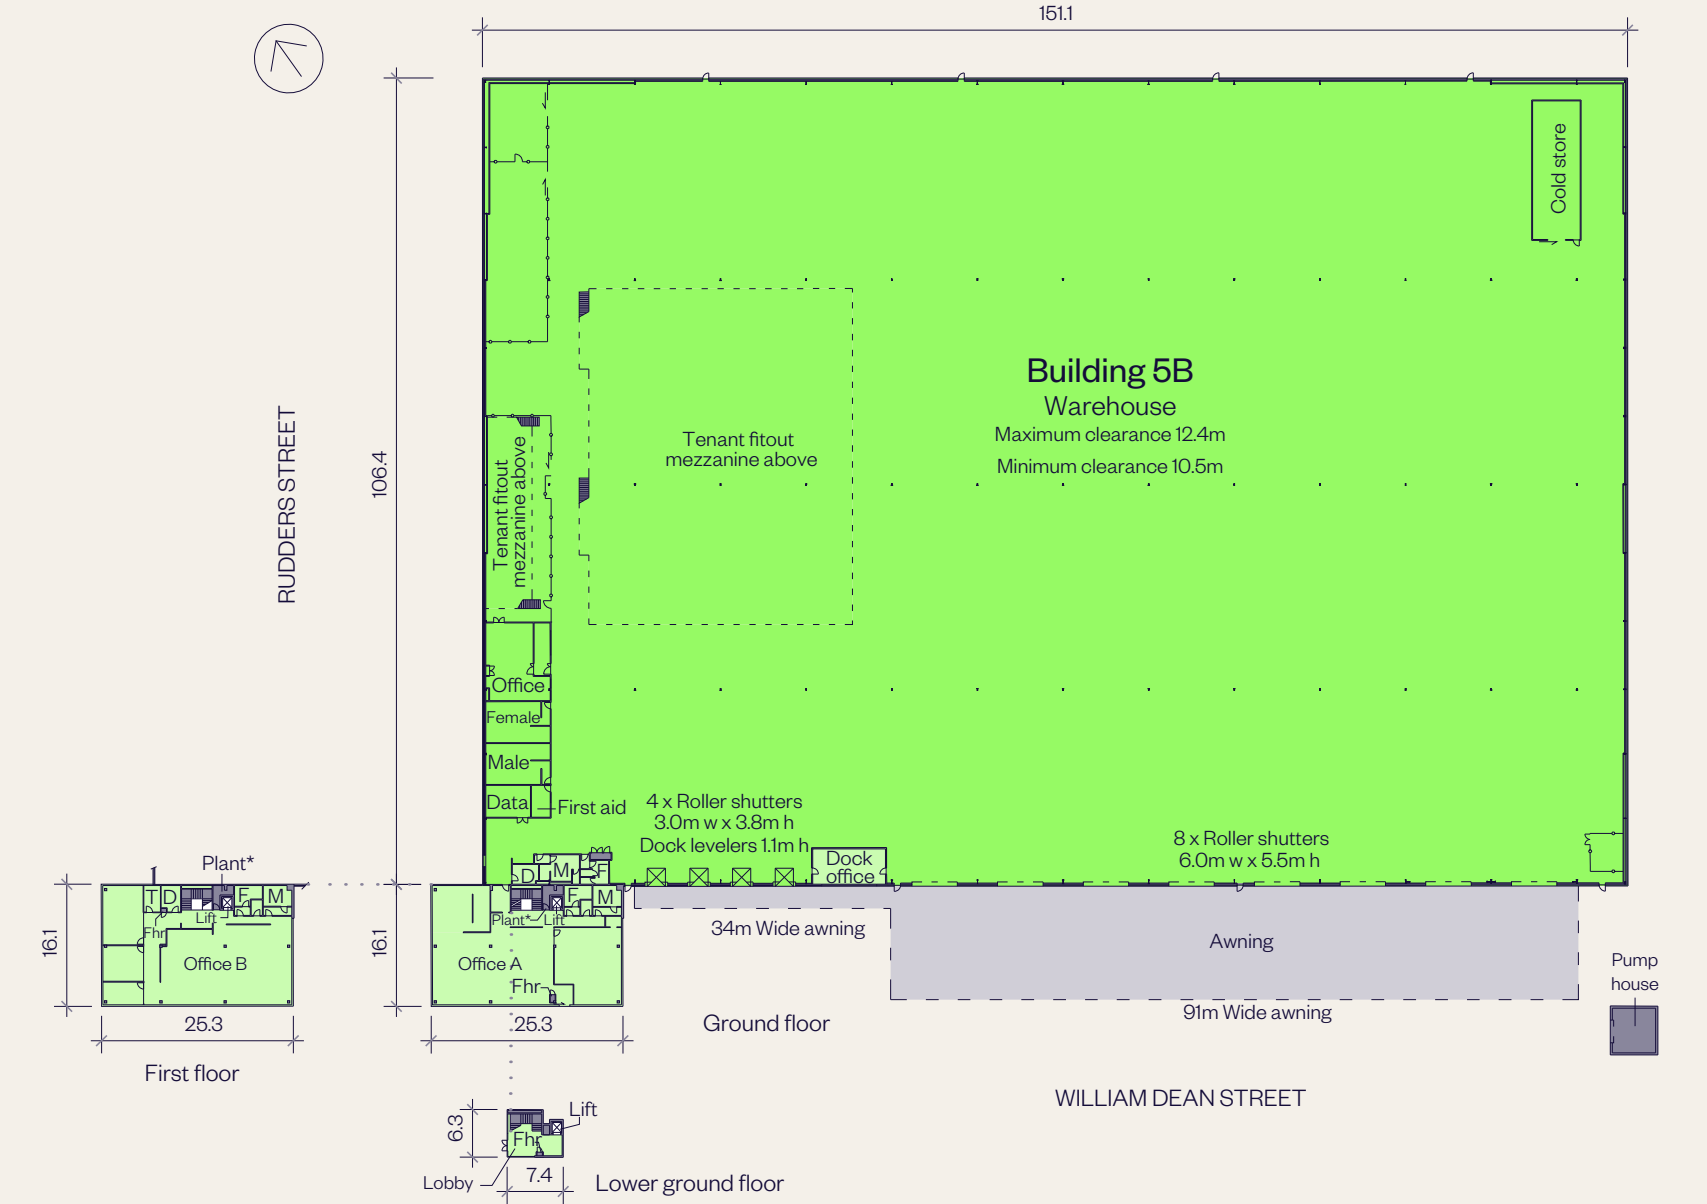 151.1
Cold store
RUDDERS STREET
106.4
Building 5B
Warehouse
Maximum clearance 12.4m
Minimum clearance 10.5m
Tenant fitout
mezzanine above
Tenant fitout
mezzanine above
Office
Female
Male
Data
First aid
4 x Roller shutters
3.0m w x 3.8m h
Dock levelers 1.1m h
Dock
office
8 x Roller shutters
6.0m w x 5.5m h
D
M
F
Plant*
T
D
F
M
Lift
Fhr
Office B
16.1
25.3
First floor
F
M
Plant*
Lift
Office A
Fhr
16.1
25.3
Ground floor
34m Wide awning
Awning
91m Wide awning
Pump
house
WILLIAM DEAN STREET
6.3
Lift
Fhr
Lobby
7.4
Lower ground floor